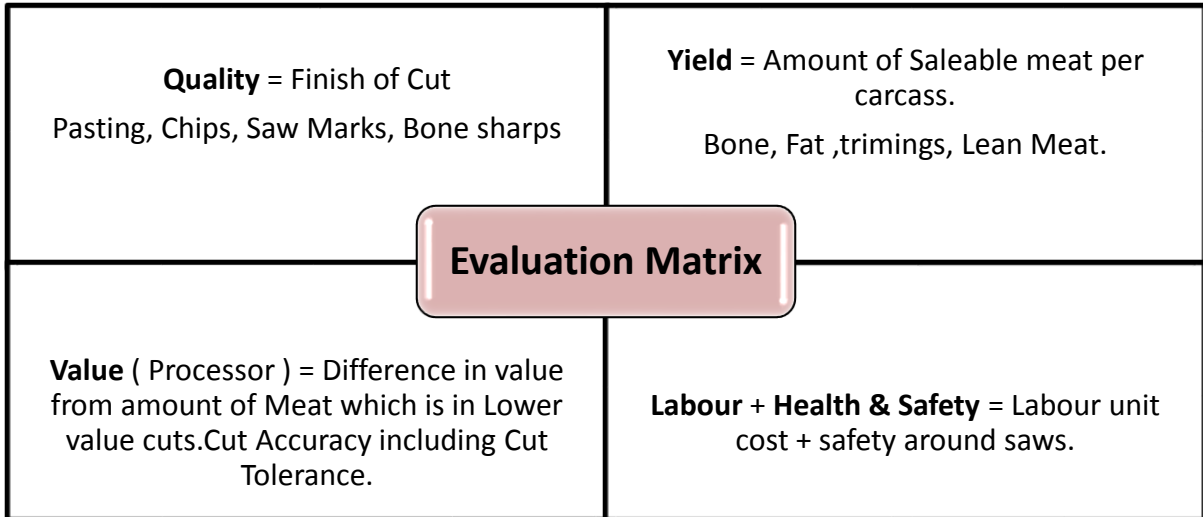 Quality = Finish of Cut
Pasting, Chips, Saw Marks, Bone sharps
Yield = Amount of Saleable meat per
carcass.
Bone, Fat ,trimings, Lean Meat.
Evaluation Matrix
Value ( Processor ) = Difference in value
from amount of Meat which is in Lower
value cuts.Cut Accuracy including Cut
Tolerance.
Labour + Health & Safety = Labour unit
cost + safety around saws.